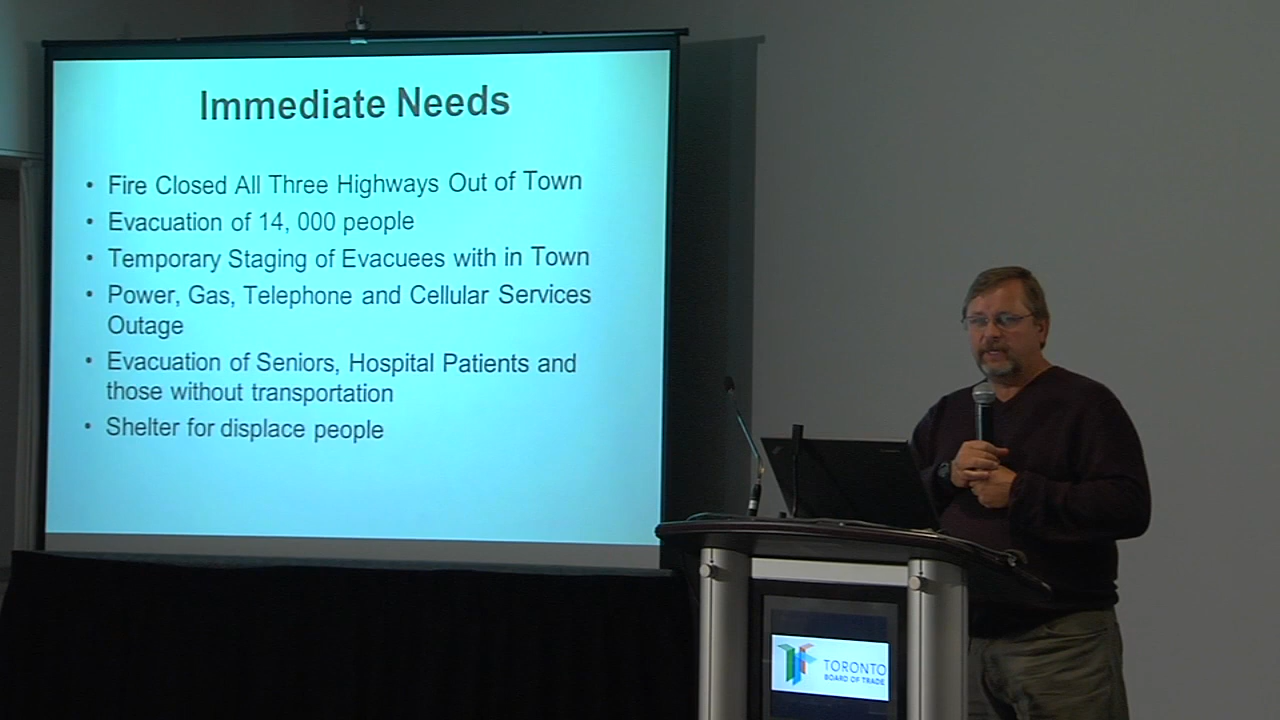 Immediate Needs
• Fire Closed All Three Highways Out of Town
• Evacuation of 14, 000 people
• Temporary Staging of Evacuees with in Town
• Power, Gas, Telephone and Cellular Services
Outage
• Evacuation of Seniors, Hospital Patients and
those without transportation
• Shelter for displace people
TORONTO
BOARD OF TRADE